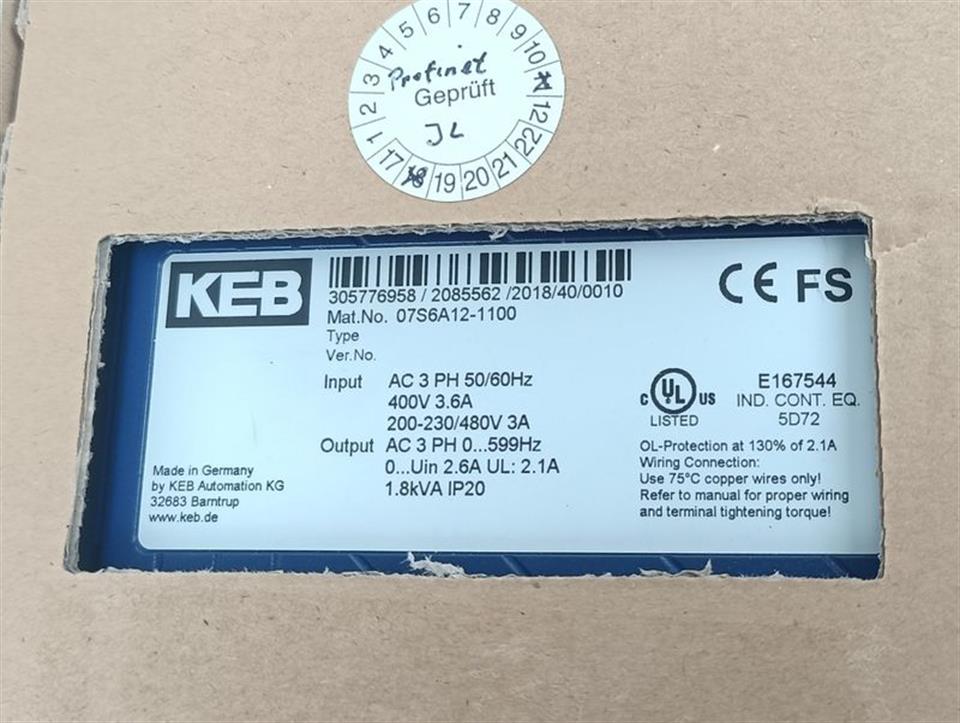 1 2 3 4 5 6 7 8 9 10 12
Profinet
Geprüft
JL
17 18 19 20 21 22
KEB
305776958 / 2085562 /2018/40/0010
Mat.No. 07S6A12-1100
Type
Ver.No.
Input AC 3 PH 50/60Hz
400V 3.6A
200-230/480V 3A
Output AC 3 PH 0...599Hz
0...Uin 2.6A UL: 2.1A
1.8kVA IP20
Made in Germany
by KEB Automation KG
32683 Barntrup
www.keb.de
CE FS
C UL US
LISTED
E167544
IND. CONT. EQ.
5D72
OL-Protection at 130% of 2.1A
Wiring Connection:
Use 75°C copper wires only!
Refer to manual for proper wiring
and terminal tightening torque!